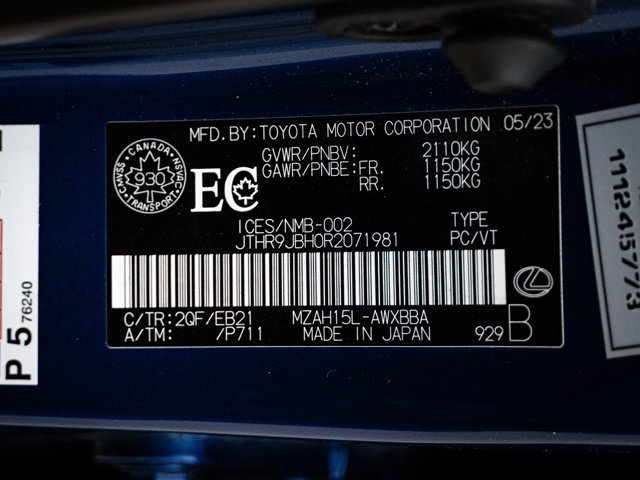 MFD.BY:TOYOTA MOTOR CORPORATION 05/23
GVWR/PNBV: 2110KG
GAWR/PNBE: FR. 1150KG
RR. 1150KG
CANADA
CMVSS 930 NSVAC
TRANSPORT
EC
ICES/NMB-002 TYPE
JTHR9JBH0R2071981 PC/VT
C/TR:2QF/EB21 MZAH15L-AWXBBA
A/TM: /P711 MADE IN JAPAN 929 B
P 5 76240